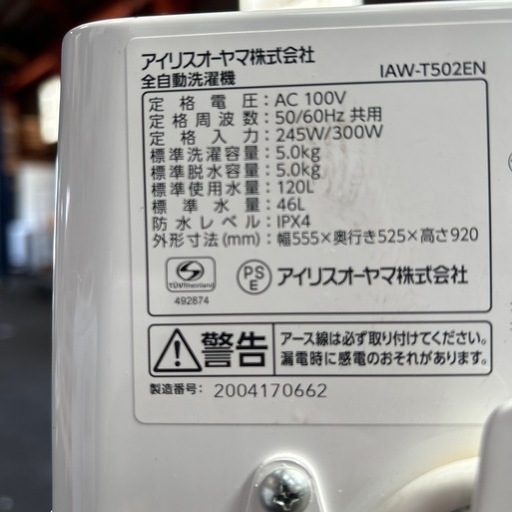 アイリスオーヤマ株式会社
全自動洗濯機 IAW-T502EN
定格電圧：AC 100V
定格周波数：50/60Hz 共用
定格入力：245W/300W
標準洗濯容量：5.0kg
標準脱水容量：5.0kg
標準使用水量：120L
標準水量：46L
防水レベル：IPX4
外形寸法(mm)：幅555×奥行き525×高さ920
TÜVRheinland
492874
PS
E
アイリスオーヤマ株式会社
警告
アース線は必ず取り付けてください。
漏電時に感電のおそれがあります。
製造番号：2004170662